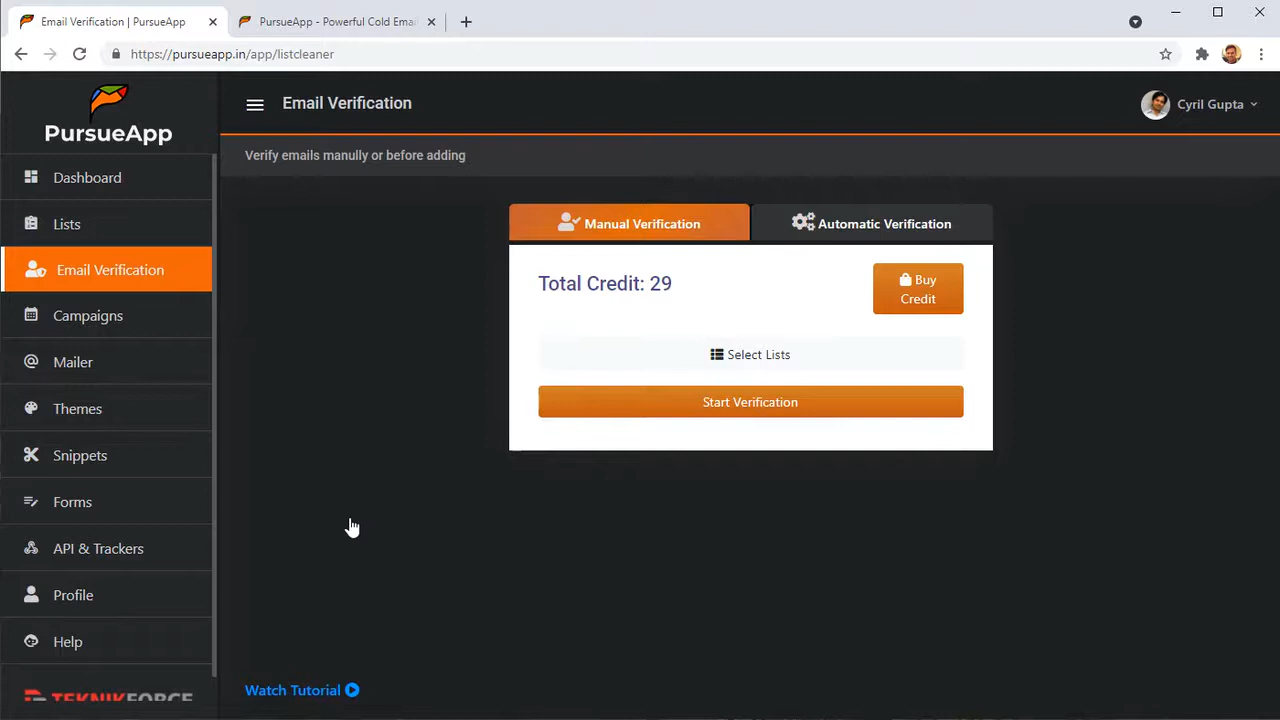 Email Verification | PursueApp
PursueApp - Powerful Cold Emai
https://pursueapp.in/app/listcleaner
PursueApp
Email Verification
Cyril Gupta
Verify emails manully or before adding
Dashboard
Lists
Email Verification
Campaigns
Mailer
Themes
Snippets
Forms
API & Trackers
Profile
Help
TEKNIKFORCE
Manual Verification
Automatic Verification
Total Credit: 29
Buy
Credit
Select Lists
Start Verification
Watch Tutorial